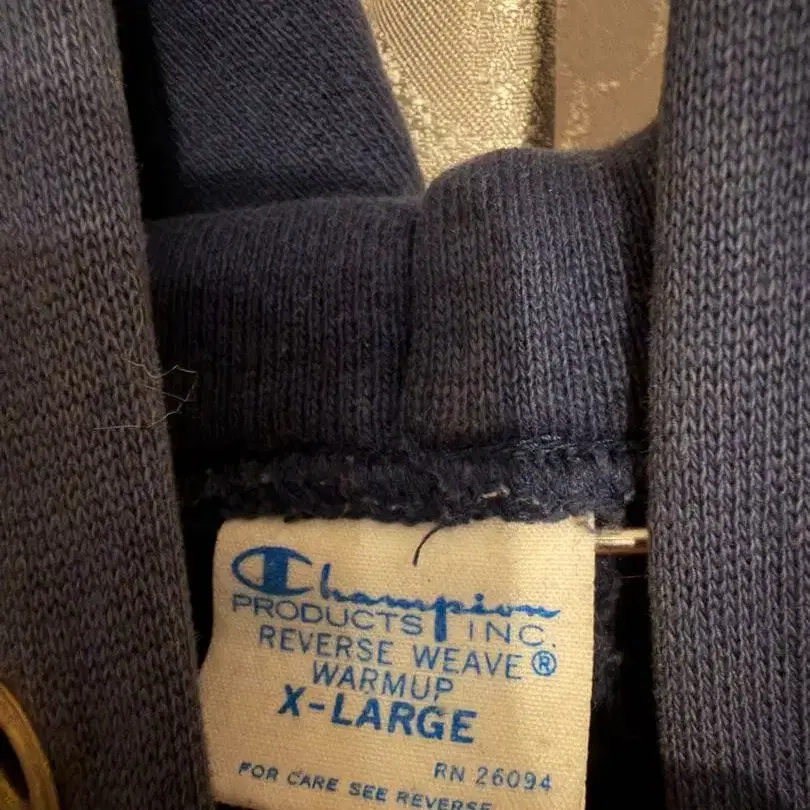 Champion
PRODUCTS INC.
REVERSE WEAVE®
WARMUP
X-LARGE
RN 26094
FOR CARE SEE REVERSE